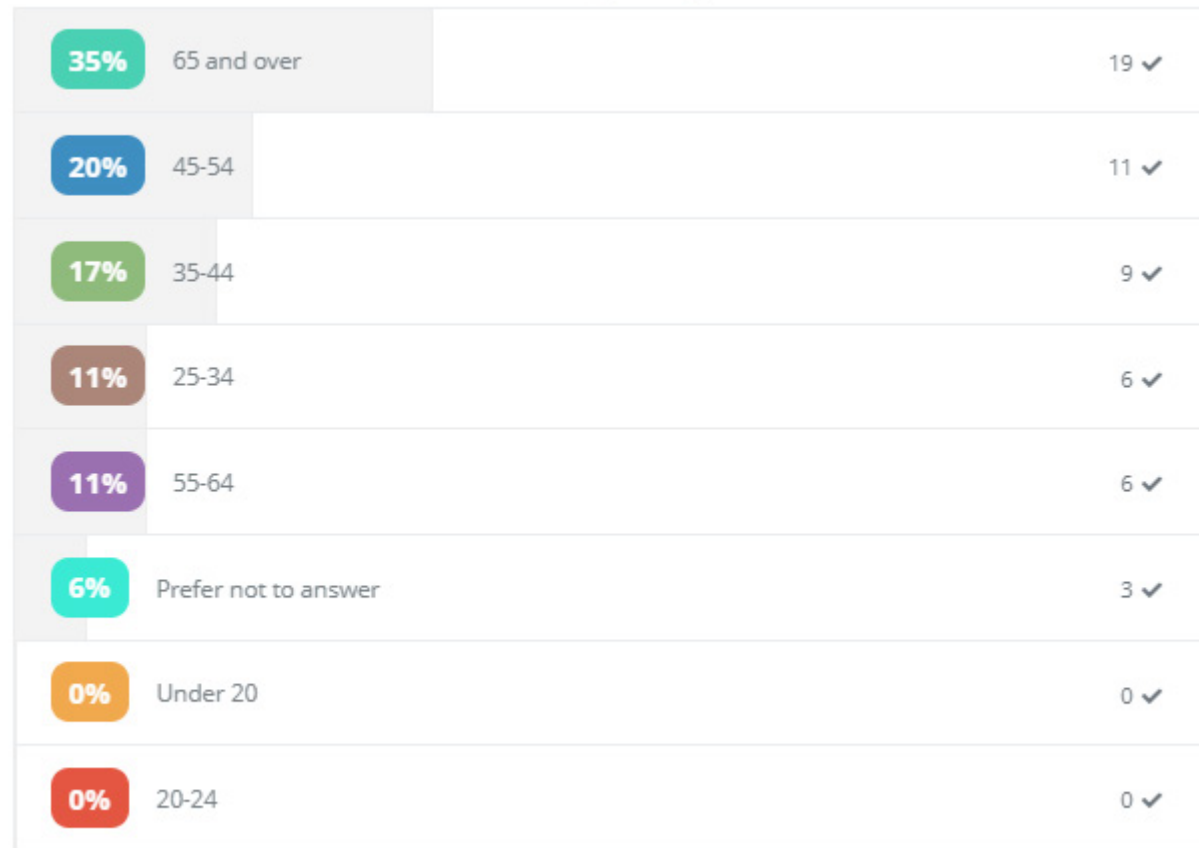 35% 65 and over 19
20% 45-54 11
17% 35-44 9
11% 25-34 6
11% 55-64 6
6% Prefer not to answer 3
0% Under 20 0
0% 20-24 0